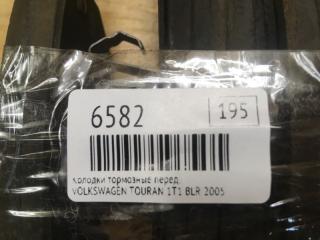 6582
195
Колодки тормозные перед.
VOLKSWAGEN TOURAN 1T1 BLR 2005